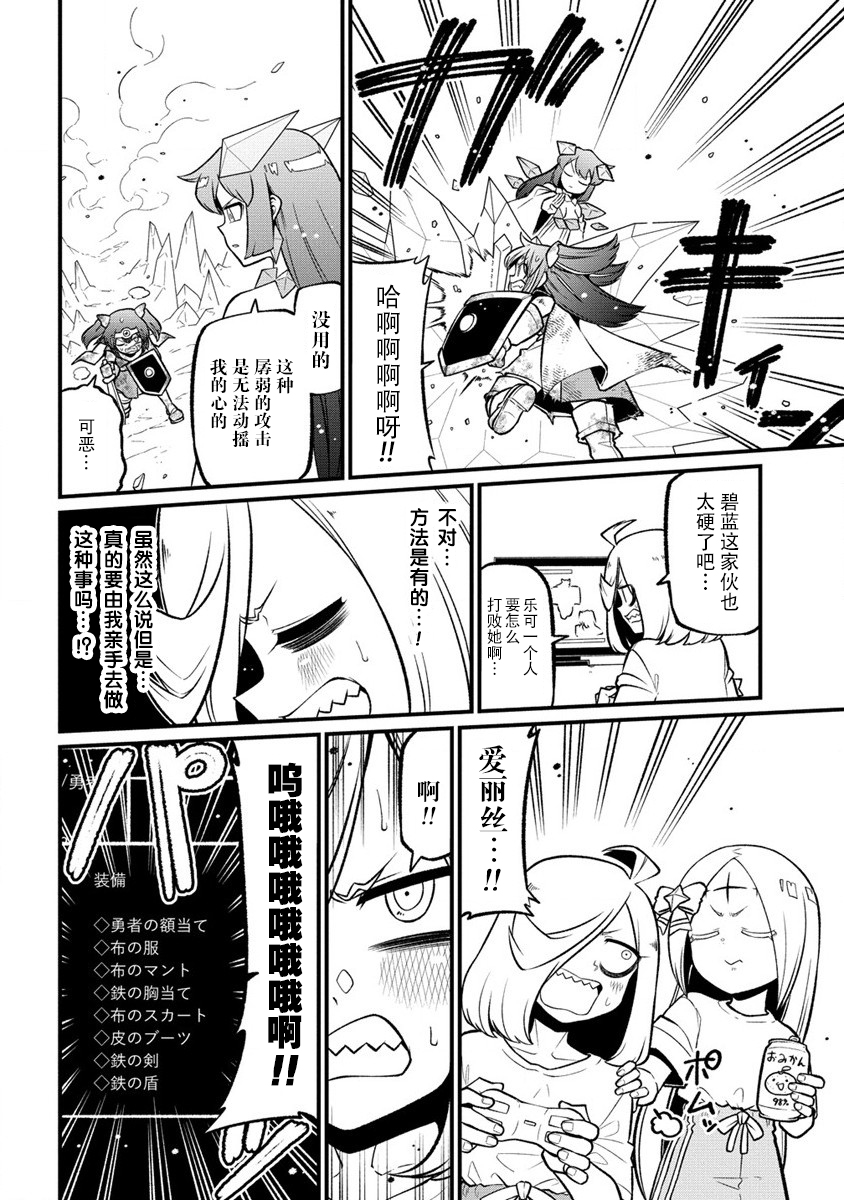 ガ
キィン
哈啊啊啊啊呀!!
没用的
这种
孱弱的攻击
是无法动摇
我的心的
可恶…
碧蓝这家伙也
太硬了吧…
乐可一个人
要怎么
打败她啊…
不对…
方法是有的…!
虽然这么说但是…
真的要由我亲手去做
这种事吗…!?
爱丽丝…!!
おみかん
98%
ポムッ
啊!!
呜哦哦哦哦哦哦啊!!
パ
/勇者
装備
◇勇者の額当て
◇布の服
◇布のマント
◇鉄の胸当て
◇布のスカート
◇皮のブーツ
◇鉄の剣
◇鉄の盾